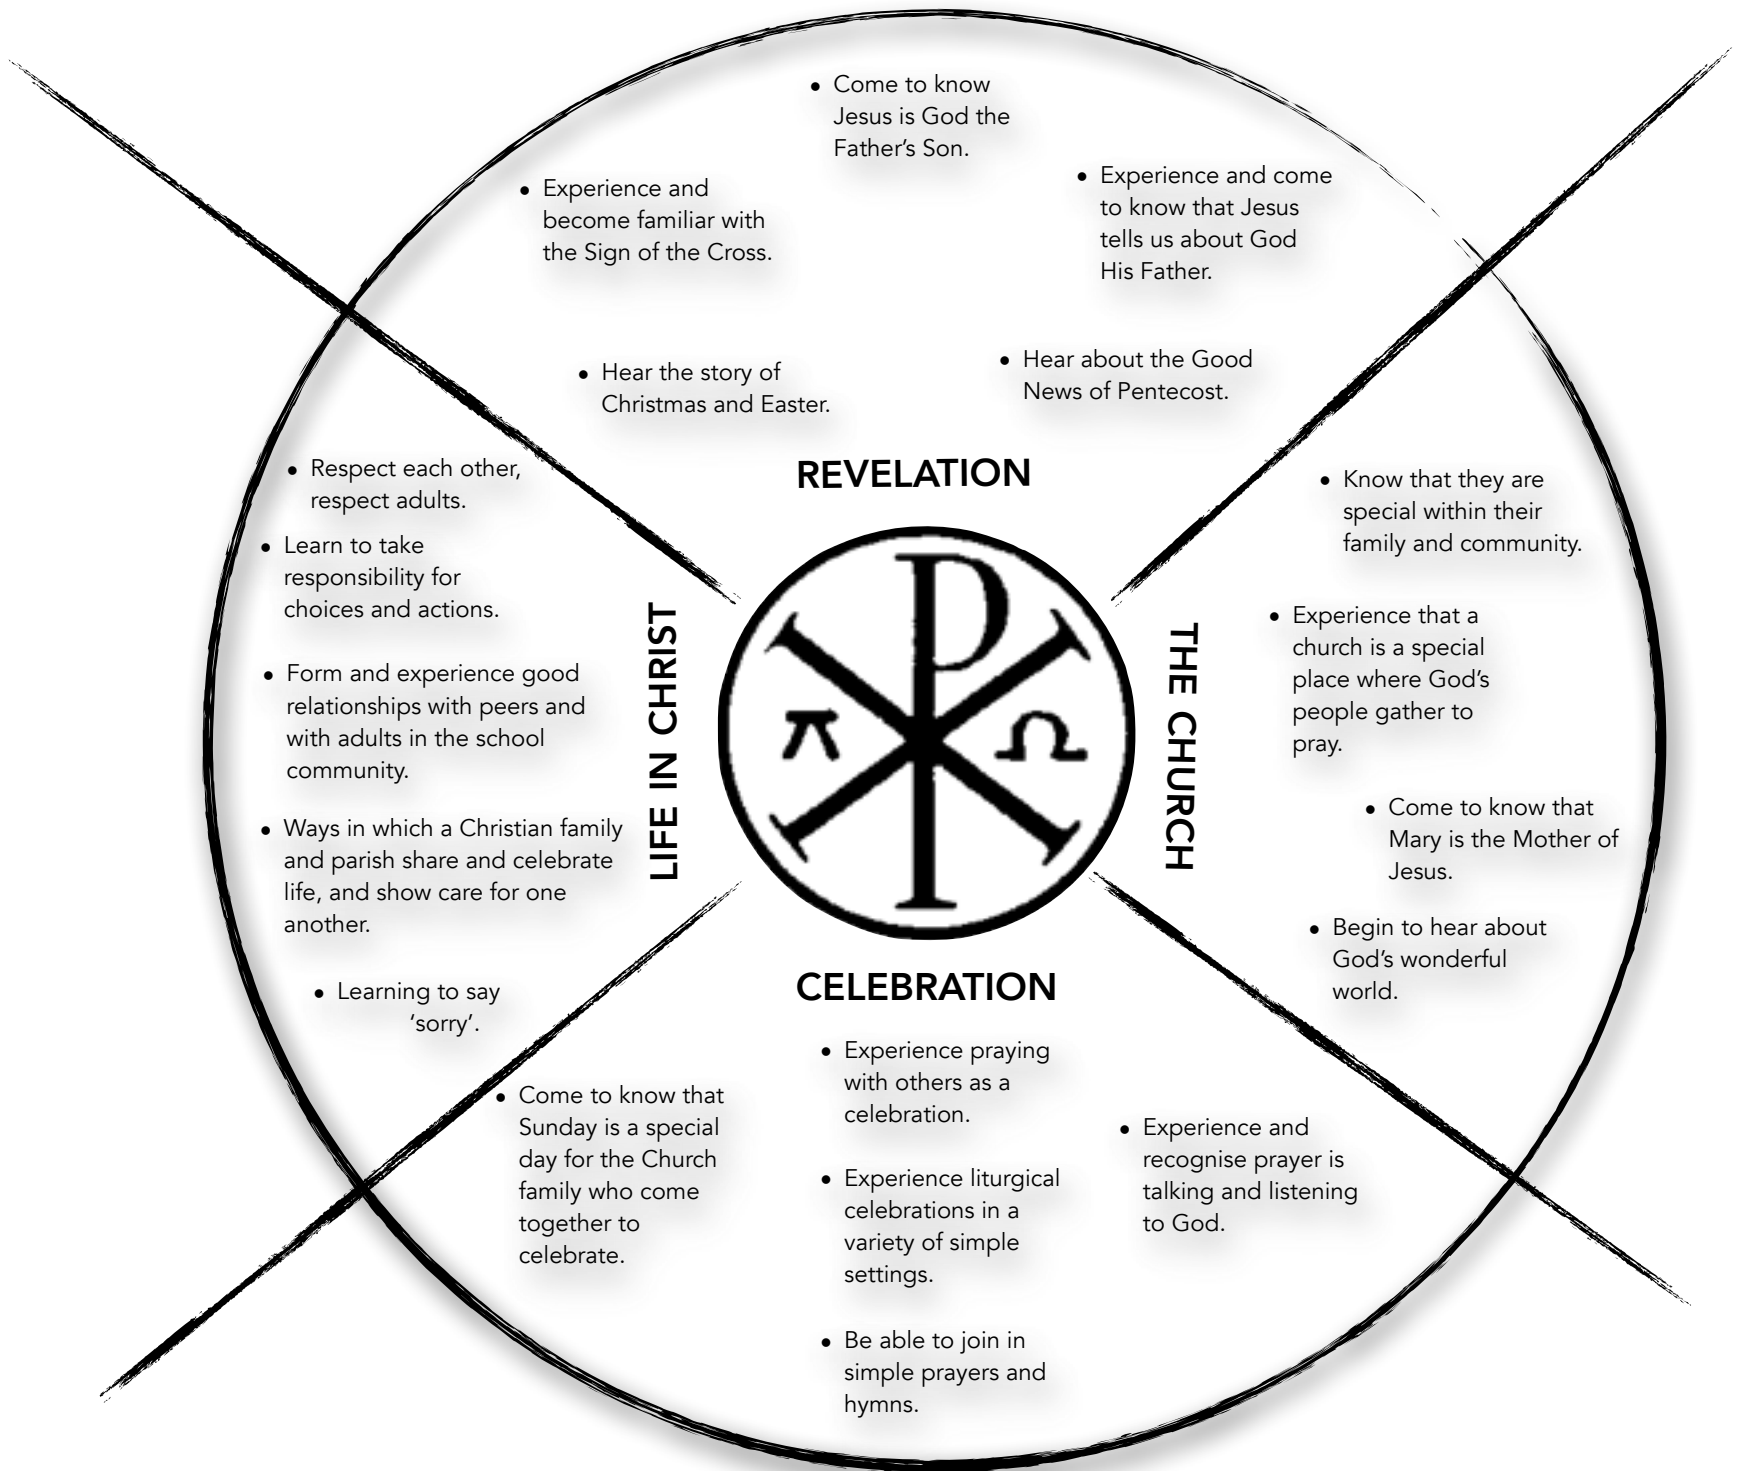 • Come to know
Jesus is God the
Father’s Son.
• Experience and
become familiar with
the Sign of the Cross.
• Experience and come
to know that Jesus
tells us about God
His Father.
• Hear the story of
Christmas and Easter.
• Hear about the Good
News of Pentecost.
REVELATION
• Respect each other,
respect adults.
• Learn to take
responsibility for
choices and actions.
• Form and experience good
relationships with peers and
with adults in the school
community.
• Ways in which a Christian family
and parish share and celebrate
life, and show care for one
another.
• Learning to say
‘sorry’.
LIFE IN CHRIST
Ω
THE CHURCH
• Know that they are
special within their
family and community.
• Experience that a
church is a special
place where God’s
people gather to
pray.
• Come to know that
Mary is the Mother of
Jesus.
• Begin to hear about
God’s wonderful
world.
CELEBRATION
• Come to know that
Sunday is a special
day for the Church
family who come
together to
celebrate.
• Experience praying
with others as a
celebration.
• Experience liturgical
celebrations in a
variety of simple
settings.
• Be able to join in
simple prayers and
hymns.
• Experience and
recognise prayer is
talking and listening
to God.